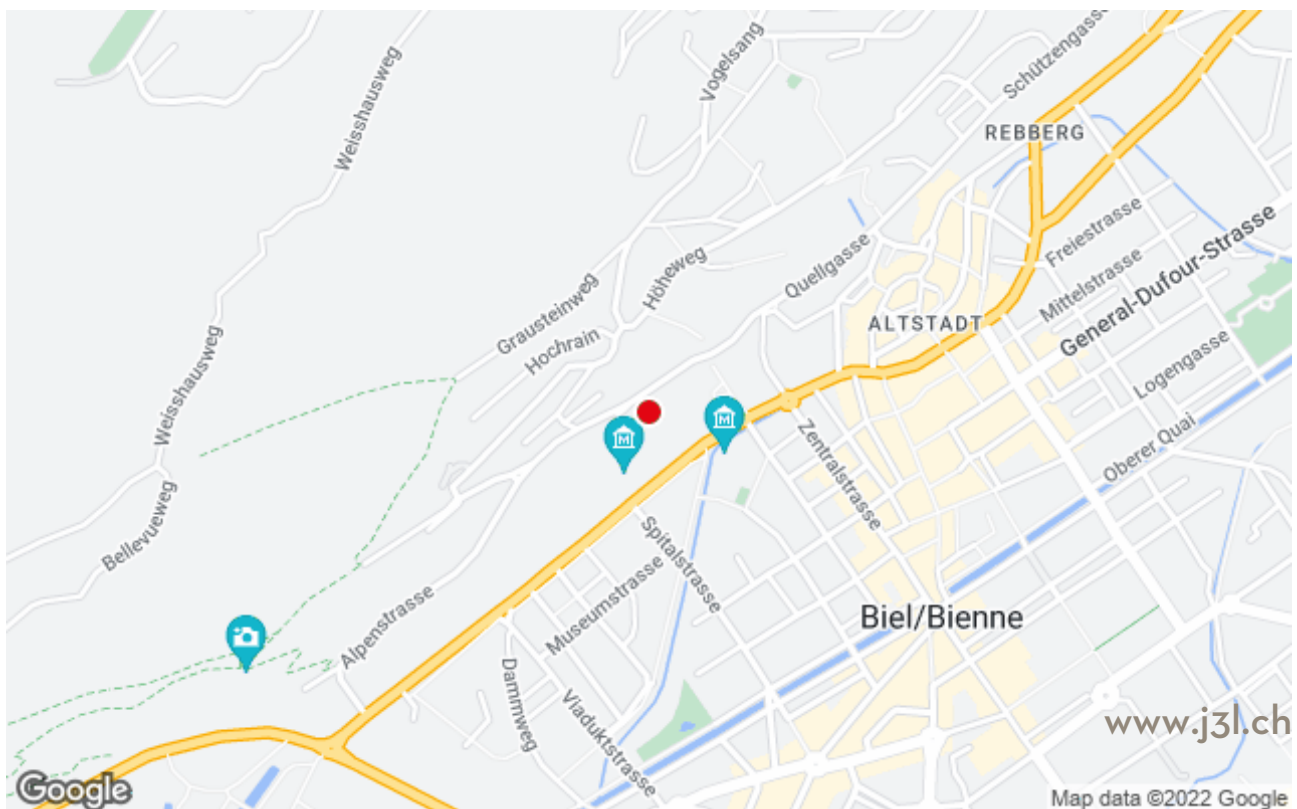 Schützengasse
Vogelsang
Weisshausweg
REBBERG
Freiestrasse
General-Dufour-Strasse
Quellgasse
Höheweg
Mittelstrasse
Grausteinweg
Hochrain
ALTSTADT
Logengasse
Weisshausweg
M
M
Zentralstrasse
Oberer Quai
Bellevueweg
Spitalstrasse
Museumstrasse
Alpenstrasse
Biel/Bienne
Dammweg
Viaduktstrasse
www.j3l.ch
Google
Map data ©2022 Google